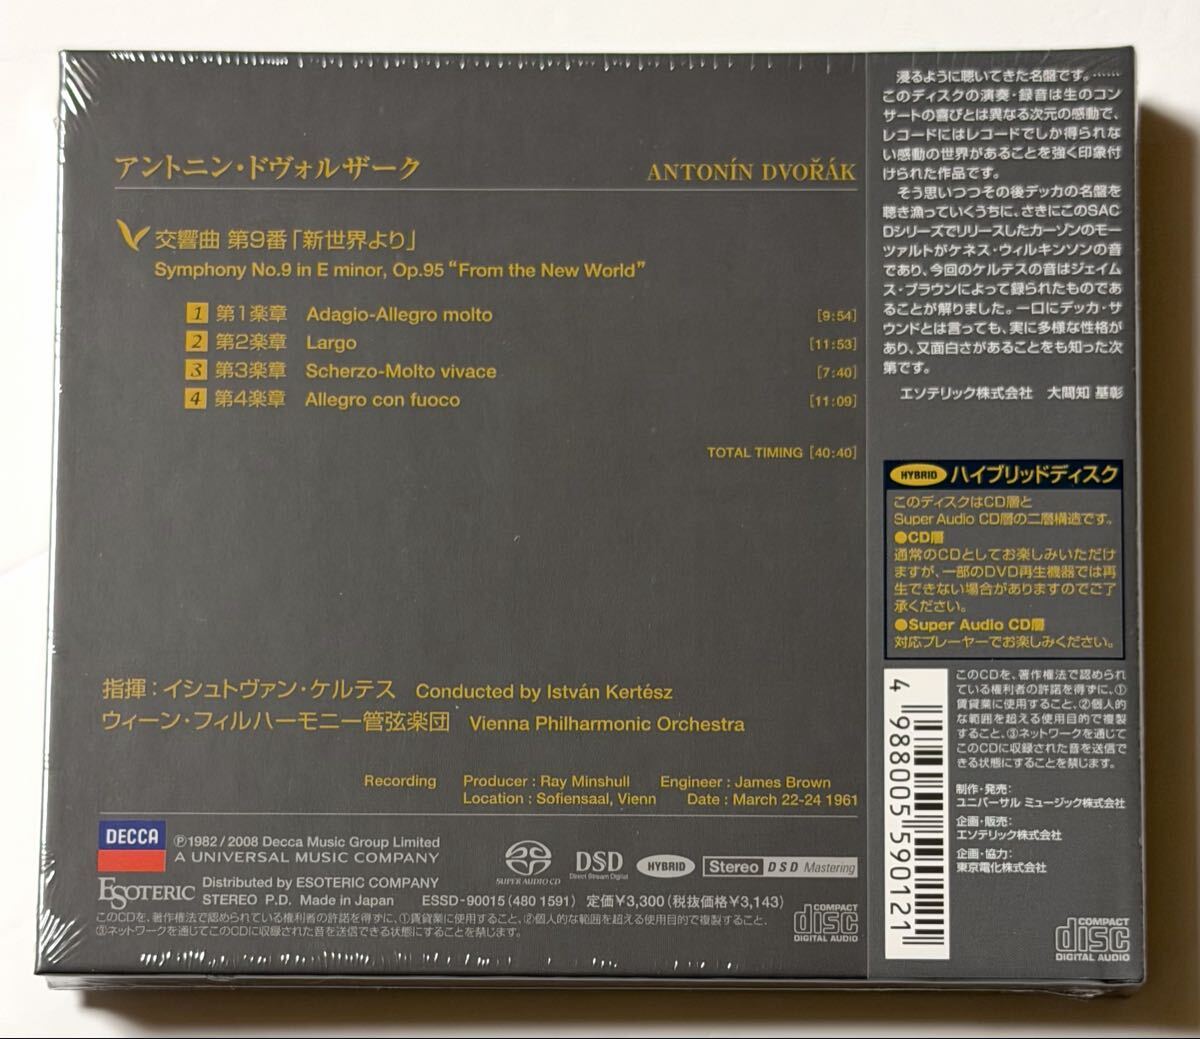 アントニン・ドヴォルザーク ANTONÍN DVOŘÁK
交響曲 第9番「新世界より」
Symphony No.9 in E minor, Op.95 “From the New World”
1 第1楽章 Adagio-Allegro molto [9:54]
2 第2楽章 Largo [11:53]
3 第3楽章 Scherzo-Molto vivace [7:40]
4 第4楽章 Allegro con fuoco [11:09]
TOTAL TIMING [40:40]
指揮：イシュトヴァン・ケルテス Conducted by István Kertész
ウィーン・フィルハーモニー管弦楽団 Vienna Philharmonic Orchestra
Recording Producer : Ray Minshull Engineer : James Brown
Location : Sofiensaal, Vienn Date : March 22-24 1961
DECCA
Ⓟ1982 / 2008 Decca Music Group Limited
A UNIVERSAL MUSIC COMPANY
SUPER AUDIO CD
DSD
Direct Stream Digital
HYBRID
Stereo DSD Mastering
ESOTERIC
Distributed by ESOTERIC COMPANY
STEREO P.D. Made in Japan ESSD-90015 (480 1591) 定価¥3,300(税抜価格¥3,143)
このCDを、著作権法で認められている権利者の許諾を得ずに、①賃貸業に使用すること、②個人的な範囲を超える使用目的で複製すること、
③ネットワークを通じてこのCDに収録された音を送信できる状態にすることを禁じます。
COMPACT
disc
DIGITAL AUDIO
浸るように聴いてきた名盤です。……
このディスクの演奏・録音は生のコン
サートの喜びとは異なる次元の感動で、
レコードにはレコードでしか得られな
い感動の世界があることを強く印象付
けられた作品です。
そう思いつつその後デッカの名盤を
聴き漁っていくうちに、さきにこのSAC
Dシリーズでリリースしたカーゾンのモー
ツァルトがケネス・ウィルキンソンの音
であり、今回のケルテスの音はジェイム
ス・ブラウンによって録られたものであ
ることが解りました。一口にデッカ・サ
ウンドとは言っても、実に多様な性格が
あり、又面白さがあることをも知った次
第です。
エソテリック株式会社 大間知 基彰
HYBRID ハイブリッドディスク
このディスクはCD層と
Super Audio CD層の二層構造です。
●CD層
通常のCDとしてお楽しみいただけ
ますが、一部のDVD再生機器では再
生できない場合がありますのでご了
承ください。
●Super Audio CD層
対応プレーヤーでお楽しみください。
4 988005 590121
このCDを、著作権法で認められ
ている権利者の許諾を得ずに、①
賃貸業に使用すること、②個人的
な範囲を超える使用目的で複製
すること、③ネットワークを通じて
このCDに収録された音を送信で
きる状態にすることを禁じます。
制作・発売：
ユニバーサル ミュージック株式会社
企画・販売：
エソテリック株式会社
企画・協力：
東京電化株式会社
COMPACT
disc
DIGITAL AUDIO